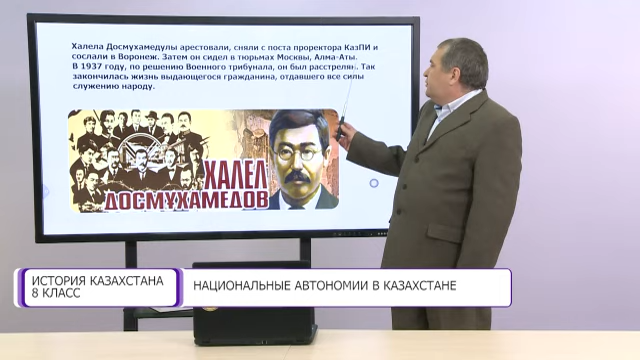 Халела Досмухамедулы арестовали, сняли с поста проректора КазПИ и
сослали в Воронеж. Затем он сидел в тюрьмах Москвы, Алма-Аты.
В 1937 году, по решению Военного трибунала, он был расстрелян. Так
закончилась жизнь выдающегося гражданина, отдавшего все силы
служению народу.
ХАЛЕЛ
ДОСМҰХАМЕДОВ
ИСТОРИЯ КАЗАХСТАНА
8 КЛАСС
НАЦИОНАЛЬНЫЕ АВТОНОМИИ В КАЗАХСТАНЕ